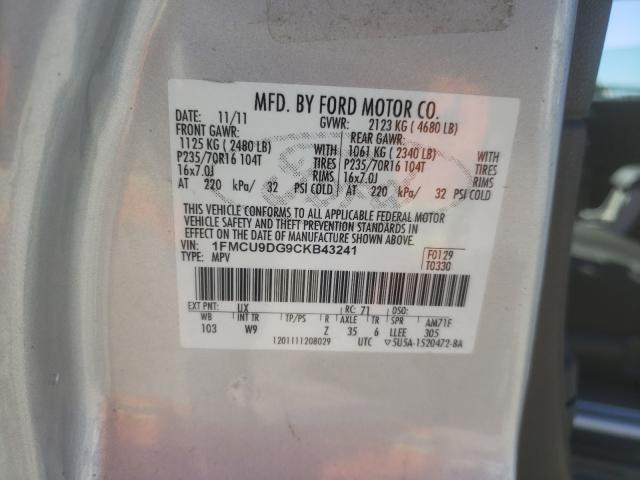 MFD. BY FORD MOTOR CO.
DATE: 11/11 GVWR: 2123 KG ( 4680 LB)
FRONT GAWR: REAR GAWR:
1125 KG ( 2480 LB) WITH 1061 KG ( 2340 LB) WITH
P235/70R16 104T TIRES P235/70R16 104T TIRES
16x7.0J RIMS 16x7.0J RIMS
AT 220 kPa/ 32 PSI COLD AT 220 kPa/ 32 PSI COLD
THIS VEHICLE CONFORMS TO ALL APPLICABLE FEDERAL MOTOR
VEHICLE SAFETY AND THEFT PREVENTION STANDARDS IN
EFFECT ON THE DATE OF MANUFACTURE SHOWN ABOVE.
VIN: 1FMCU9DG9CKB43241 F0129
TYPE: MPV T0330
EXT PNT: UX RC: 71 DSO:
WB INT TR TP/PS R AXLE TR SPR AM71F
103 W9 Z 35 6 LLEE 305
1201111208029 UTC ▽5U5A-1520472-BA